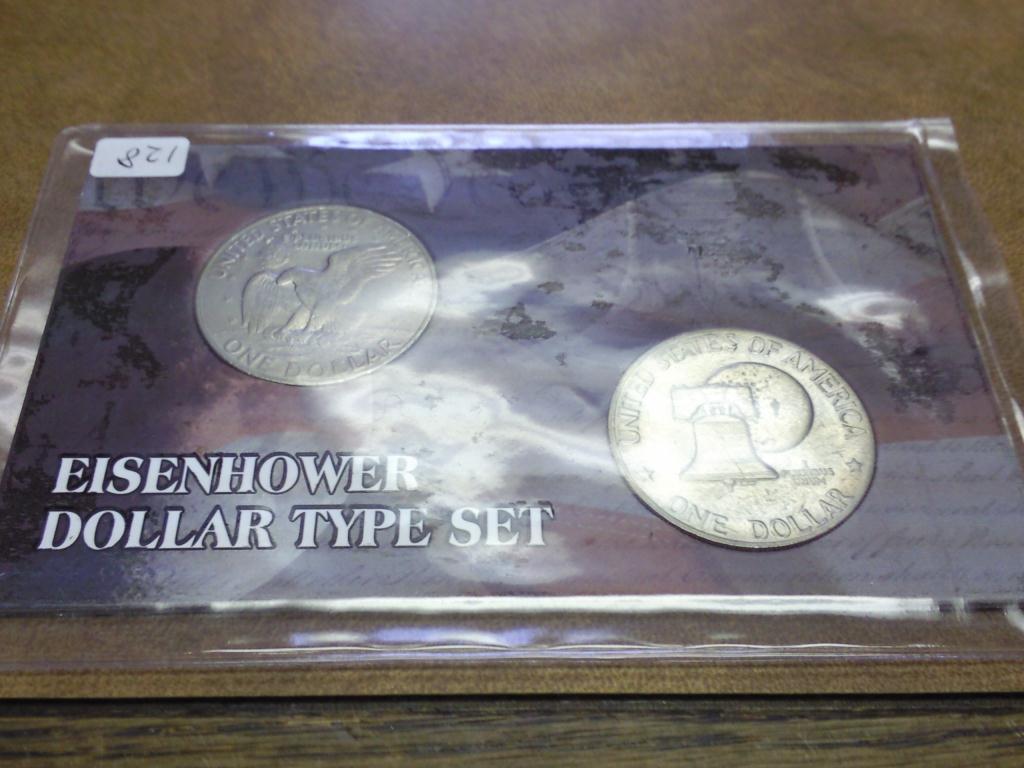 128
UNITED STATES OF AMERICA
ONE DOLLAR
UNITED STATES OF AMERICA
ONE DOLLAR
EISENHOWER
DOLLAR TYPE SET